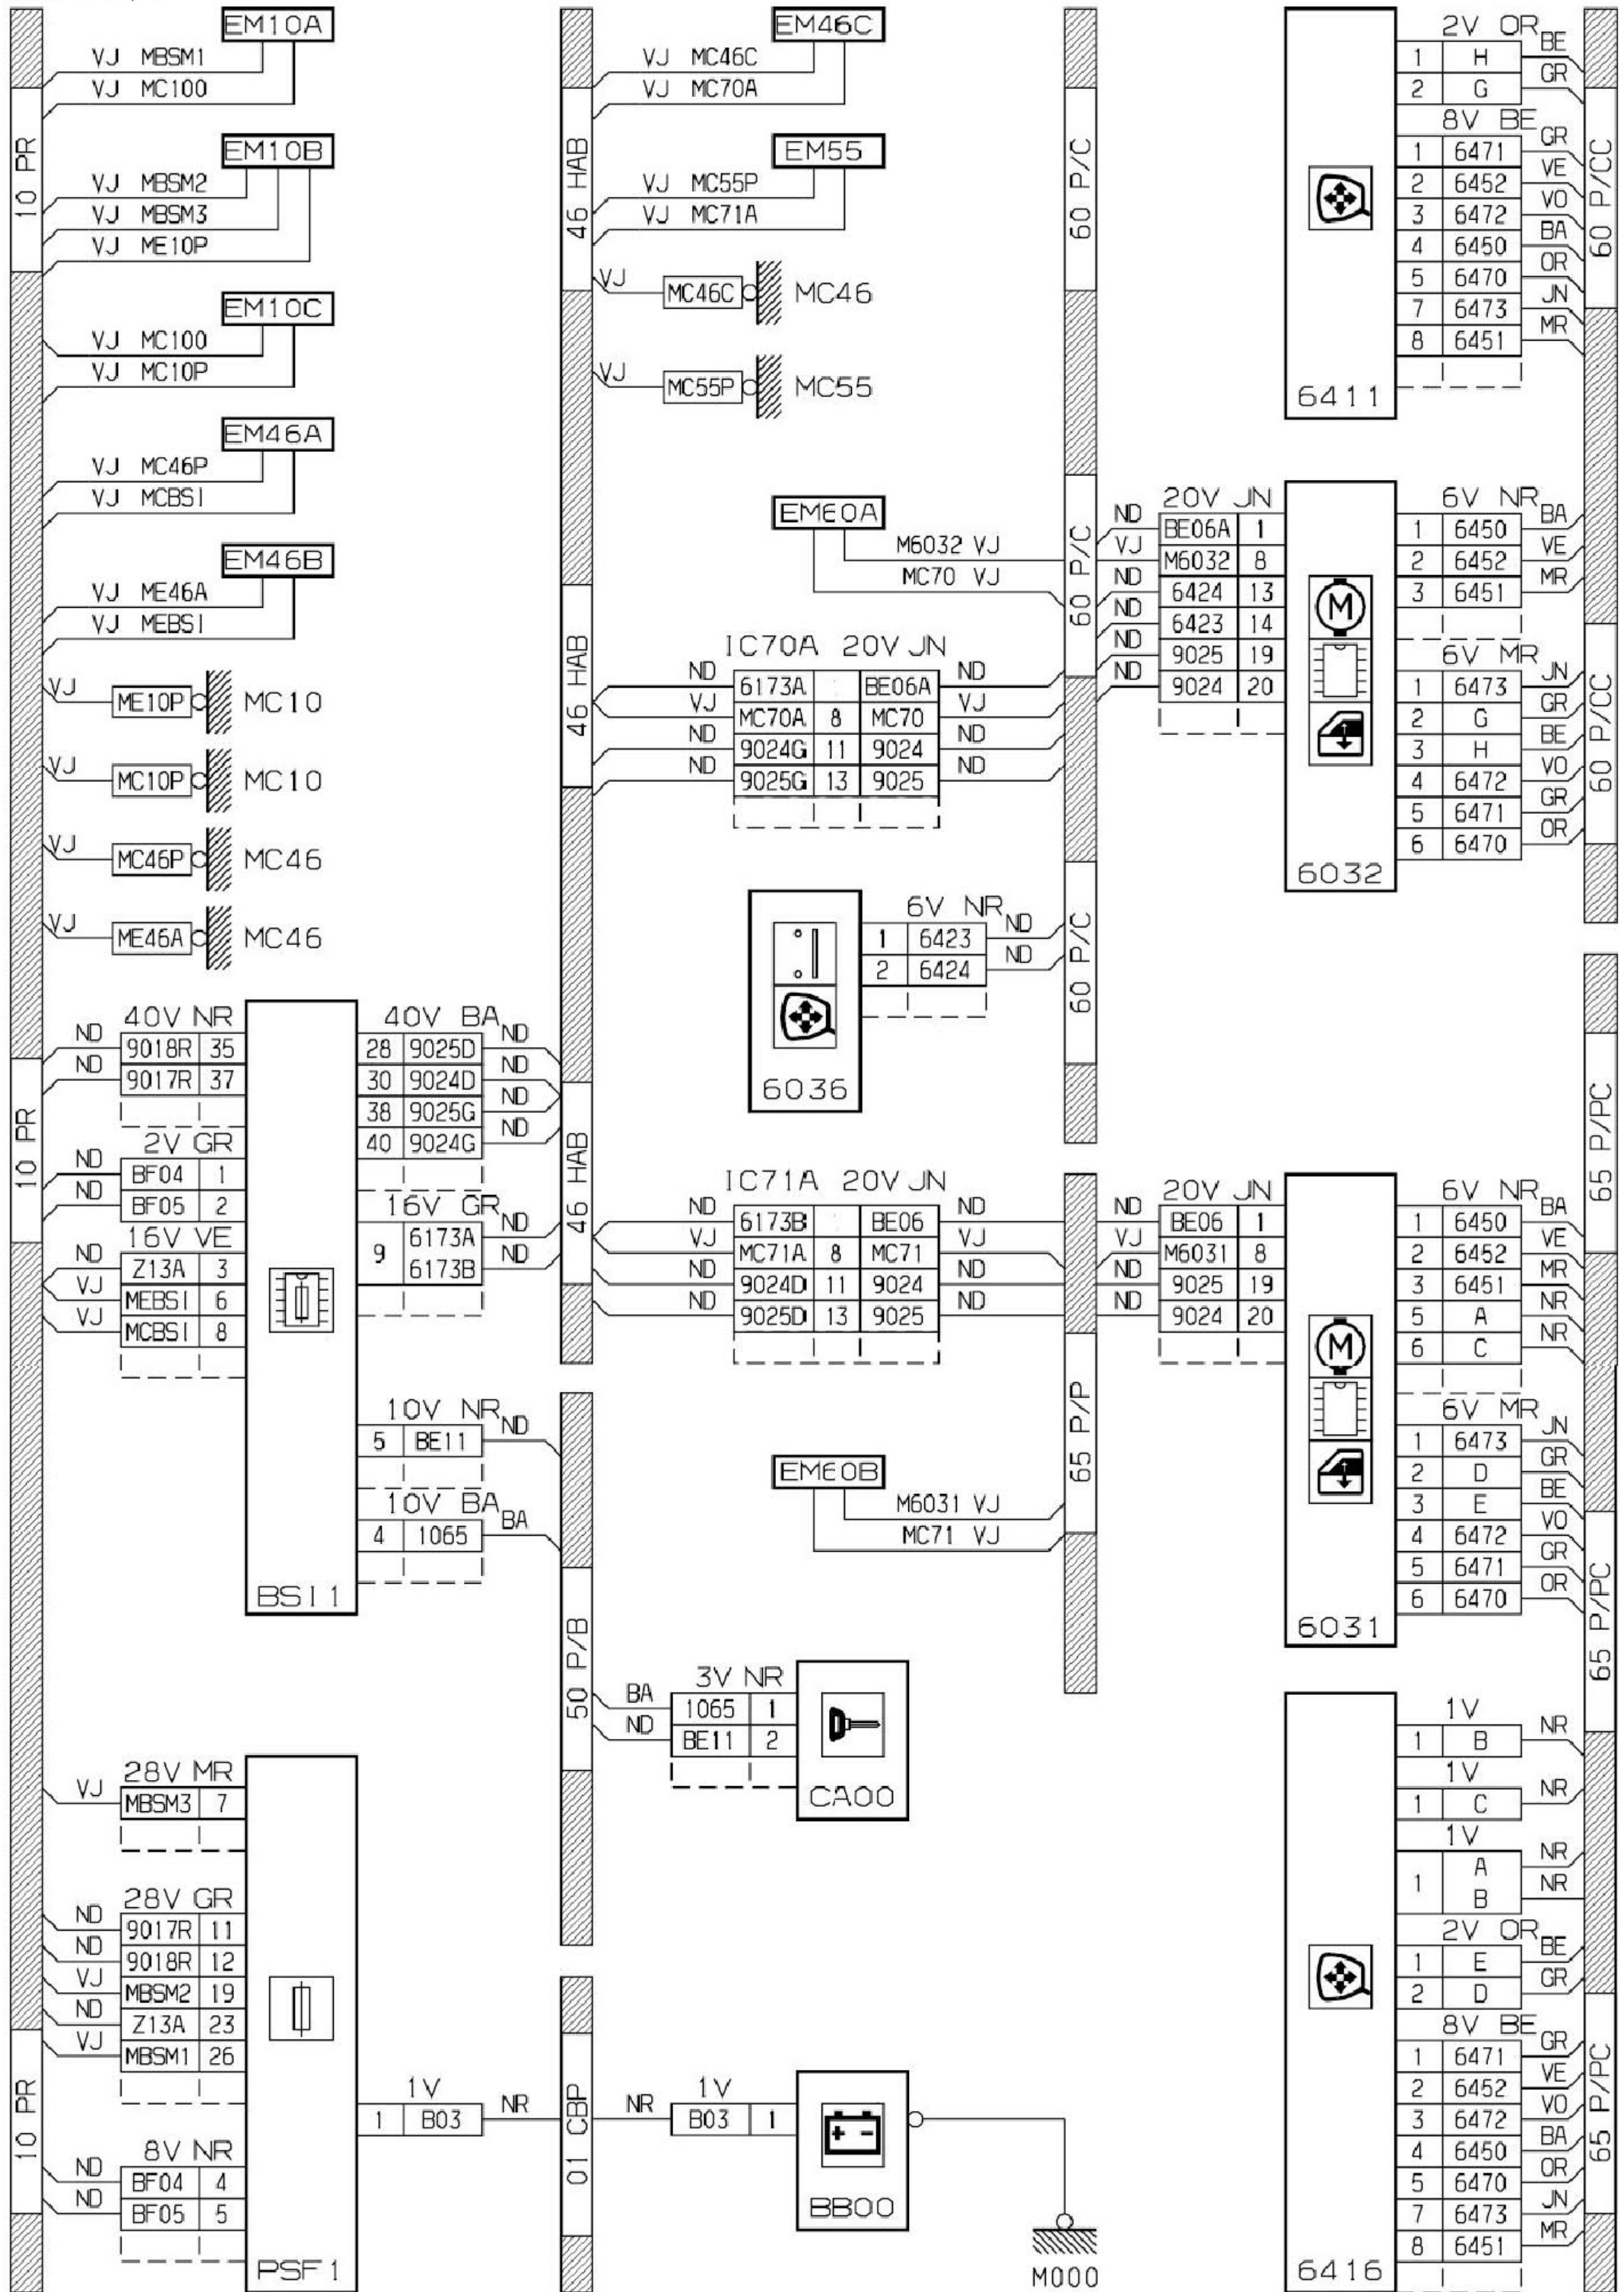 EM10A
VJ MBSM1
VJ MC100
10 PR
EM10B
VJ MBSM2
VJ MBSM3
VJ ME10P
EM10C
VJ MC100
VJ MC10P
EM46A
VJ MC46P
VJ MCBSI
EM46B
VJ ME46A
VJ MEBSI
VJ ME10P MC10
VJ MC10P MC10
VJ MC46P MC46
VJ ME46A MC46
10 PR
40V NR
ND 9018R 35
ND 9017R 37
2V GR
ND BF04 1
ND BF05 2
16V VE
ND Z13A 3
VJ MEBSI 6
VJ MCBSI 8
40V BA
28 9025D ND
30 9024D ND
38 9025G ND
40 9024G ND
16V GR
9 6173A ND
6173B ND
10V NR
5 BE11 ND
10V BA
4 1065 BA
BSI1
28V MR
VJ MBSM3 7
28V GR
ND 9017R 11
ND 9018R 12
VJ MBSM2 19
ND Z13A 23
VJ MBSM1 26
10 PR
8V NR
ND BF04 4
ND BF05 5
1V
1 B03 NR
PSF1
EM46C
VJ MC46C
VJ MC70A
46 HAB
EM55
VJ MC55P
VJ MC71A
VJ MC46C MC46
VJ MC55P MC55
EM60A
M6032 VJ
MC70 VJ
46 HAB
IC70A 20V JN
ND 6173A BE06A ND
VJ MC70A 8 MC70 VJ
ND 9024G 11 9024 ND
ND 9025G 13 9025 ND
6V NR
1 6423 ND
2 6424 ND
6036
46 HAB
IC71A 20V JN
ND 6173B BE06 ND
VJ MC71A 8 MC71 VJ
ND 9024D 11 9024 ND
ND 9025D 13 9025 ND
EM60B
M6031 VJ
MC71 VJ
50 P/B
3V NR
BA 1065 1
ND BE11 2
CA00
01 CBP
1V
NR B03 1
BB00
M000
60 P/C
60 P/C
60 P/C
65 P/P
2V OR
1 H BE
2 G GR
8V BE
1 6471 GR
2 6452 VE
3 6472 VO
4 6450 BA
5 6470 OR
7 6473 JN
8 6451 MR
6411
60 P/CC
20V JN
ND BE06A 1
VJ M6032 8
ND 6424 13
ND 6423 14
ND 9025 19
ND 9024 20
6V NR
1 6450 BA
2 6452 VE
3 6451 MR
6V MR
1 6473 JN
2 G GR
3 H BE
4 6472 VO
5 6471 GR
6 6470 OR
6032
60 P/CC
65 P/PC
20V JN
ND BE06 1
VJ M6031 8
ND 9025 19
ND 9024 20
6V NR
1 6450 BA
2 6452 VE
3 6451 MR
5 A NR
6 C NR
6V MR
1 6473 JN
2 D GR
3 E BE
4 6472 VO
5 6471 GR
6 6470 OR
6031
65 P/PC
1V
1 B NR
1V
1 C NR
1V
1 A NR
B NR
2V OR
1 E BE
2 D GR
8V BE
1 6471 GR
2 6452 VE
3 6472 VO
4 6450 BA
5 6470 OR
7 6473 JN
8 6451 MR
6416
65 P/PC